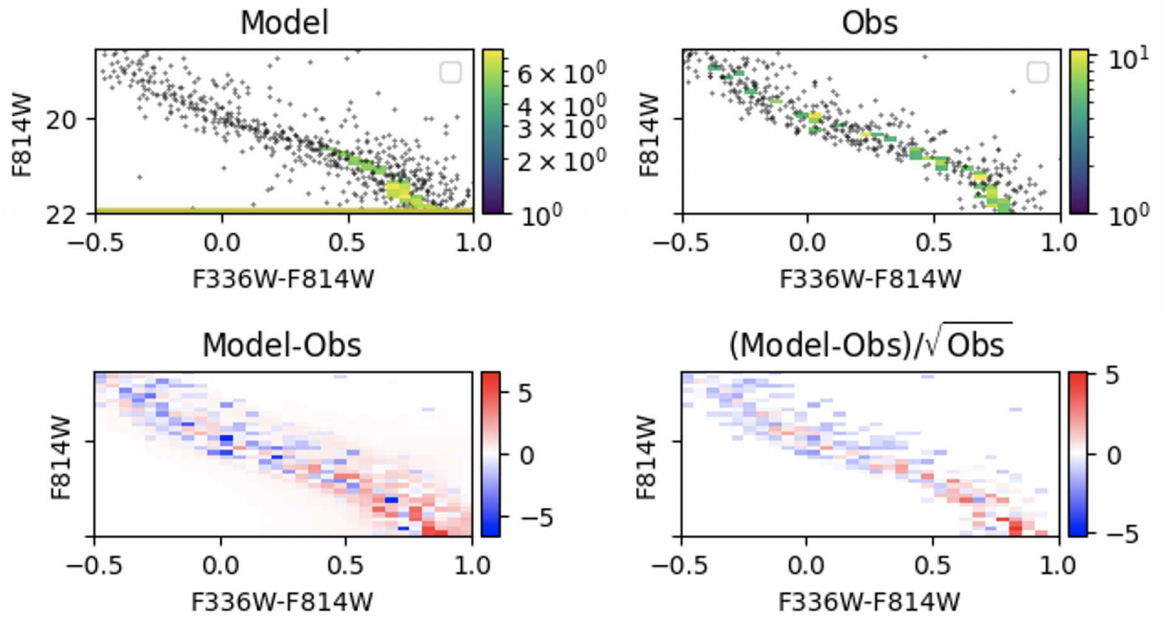 Model
Obs
F814W
20
22
6 × 10⁰
4 × 10⁰
3 × 10⁰
2 × 10⁰
10⁰
−0.5 0.0 0.5 1.0
F336W-F814W
F814W
10¹
10⁰
−0.5 0.0 0.5 1.0
F336W-F814W
Model-Obs
(Model-Obs)/√Obs
F814W
5
0
−5
−0.5 0.0 0.5 1.0
F336W-F814W
F814W
5
0
−5
−0.5 0.0 0.5 1.0
F336W-F814W